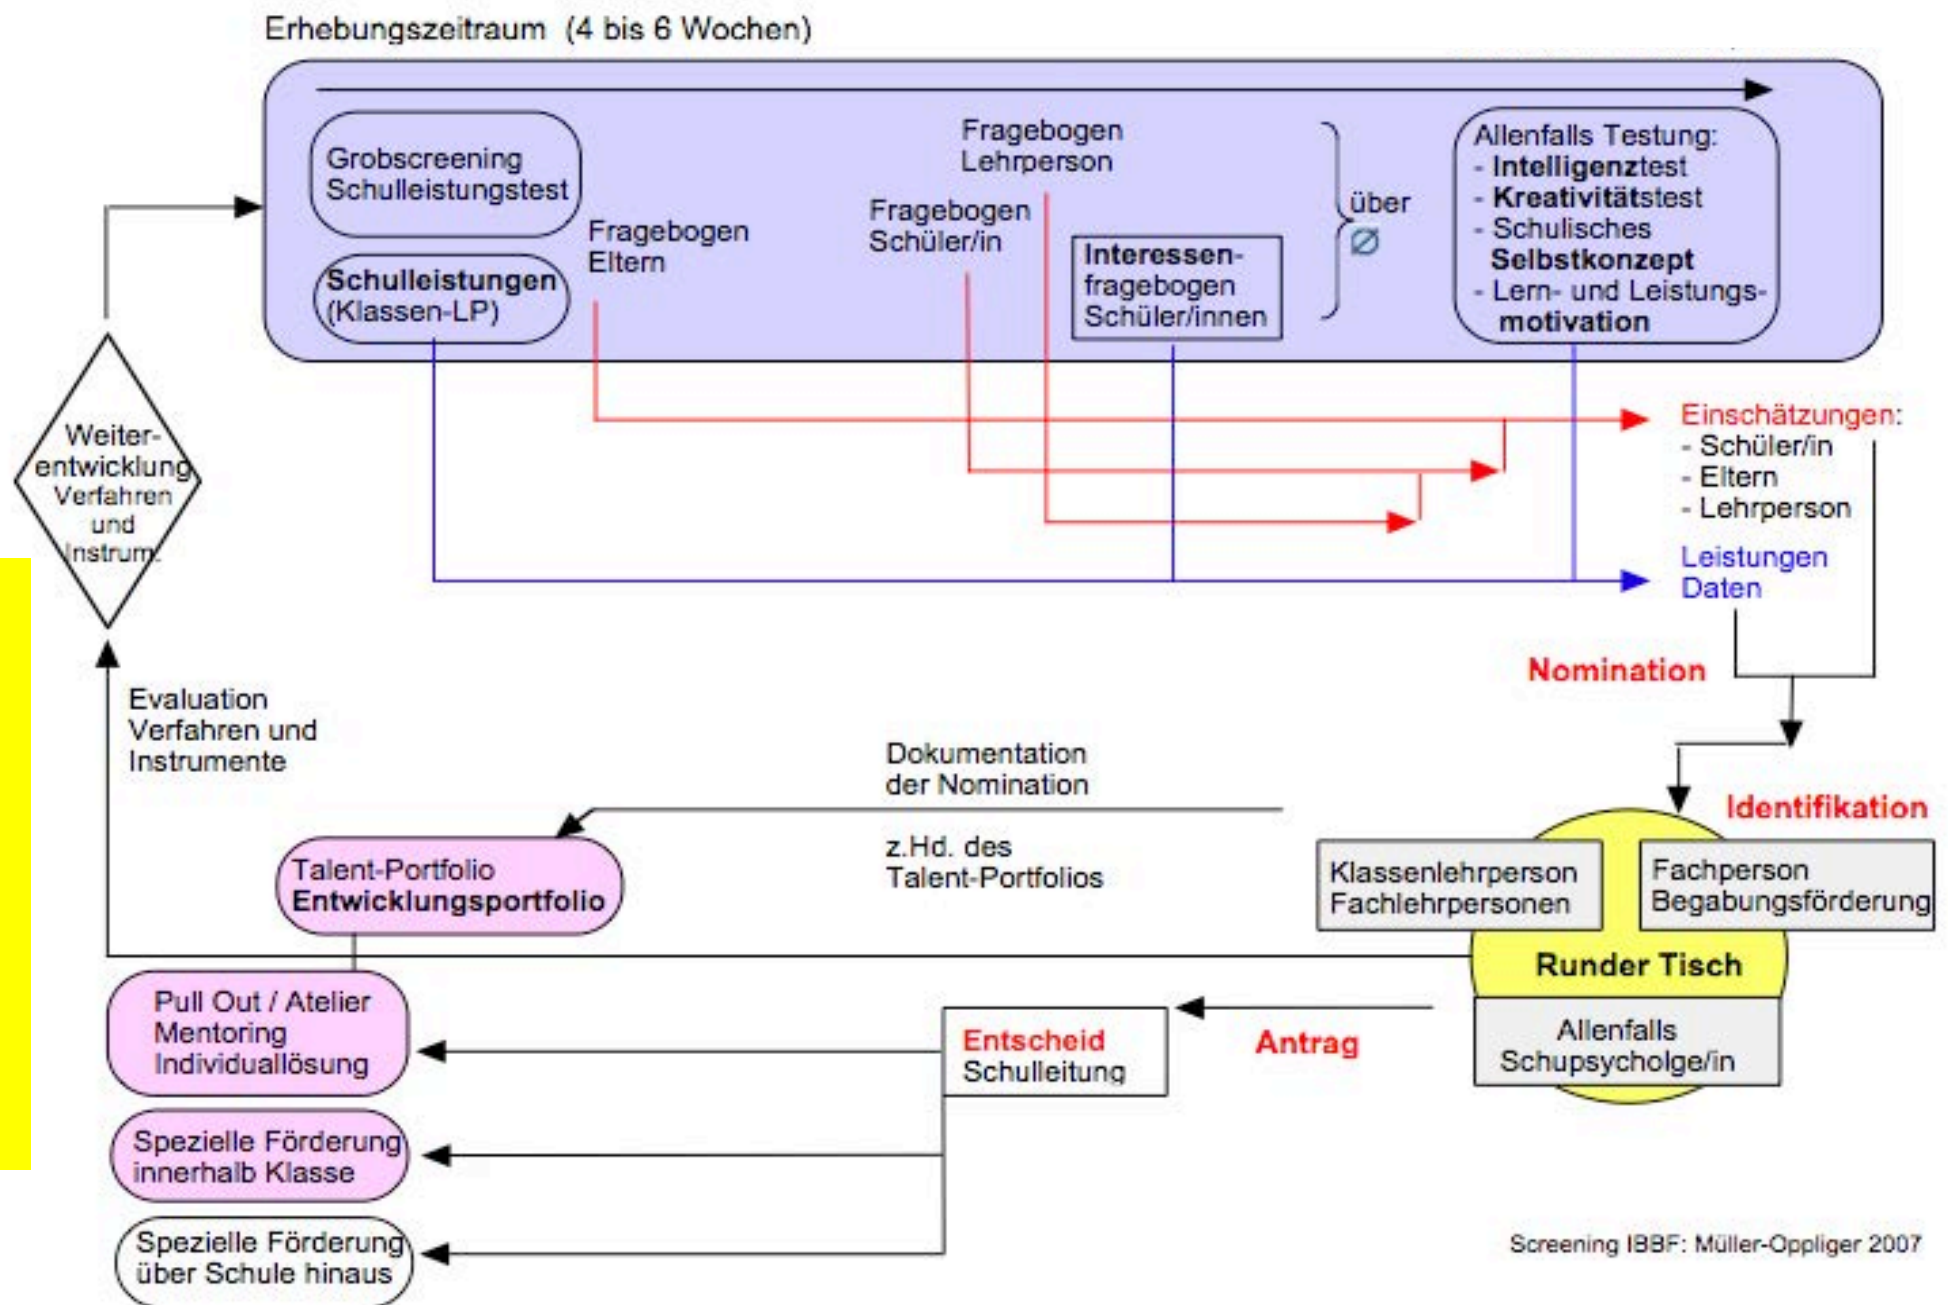 Erhebungszeitraum (4 bis 6 Wochen)
Grobscreening
Schulleistungstest
Schulleistungen
(Klassen-LP)
Fragebogen
Eltern
Fragebogen
Schüler/in
Fragebogen
Lehrperson
Interessen-
fragebogen
Schüler/innen
über
Ø
Allenfalls Testung:
- Intelligenztest
- Kreativitätstest
- Schulisches
Selbstkonzept
- Lern- und Leistungs-
motivation
Weiter-
entwicklung
Verfahren
und
Instrum.
Einschätzungen:
- Schüler/in
- Eltern
- Lehrperson
Leistungen
Daten
Nomination
Evaluation
Verfahren und
Instrumente
Dokumentation
der Nomination
z.Hd. des
Talent-Portfolios
Identifikation
Talent-Portfolio
Entwicklungsportfolio
Klassenlehrperson
Fachlehrpersonen
Fachperson
Begabungsförderung
Runder Tisch
Allenfalls
Schupsycholge/in
Pull Out / Atelier
Mentoring
Individuallösung
Entscheid
Schulleitung
Antrag
Spezielle Förderung
innerhalb Klasse
Spezielle Förderung
über Schule hinaus
Screening IBBF: Müller-Oppliger 2007